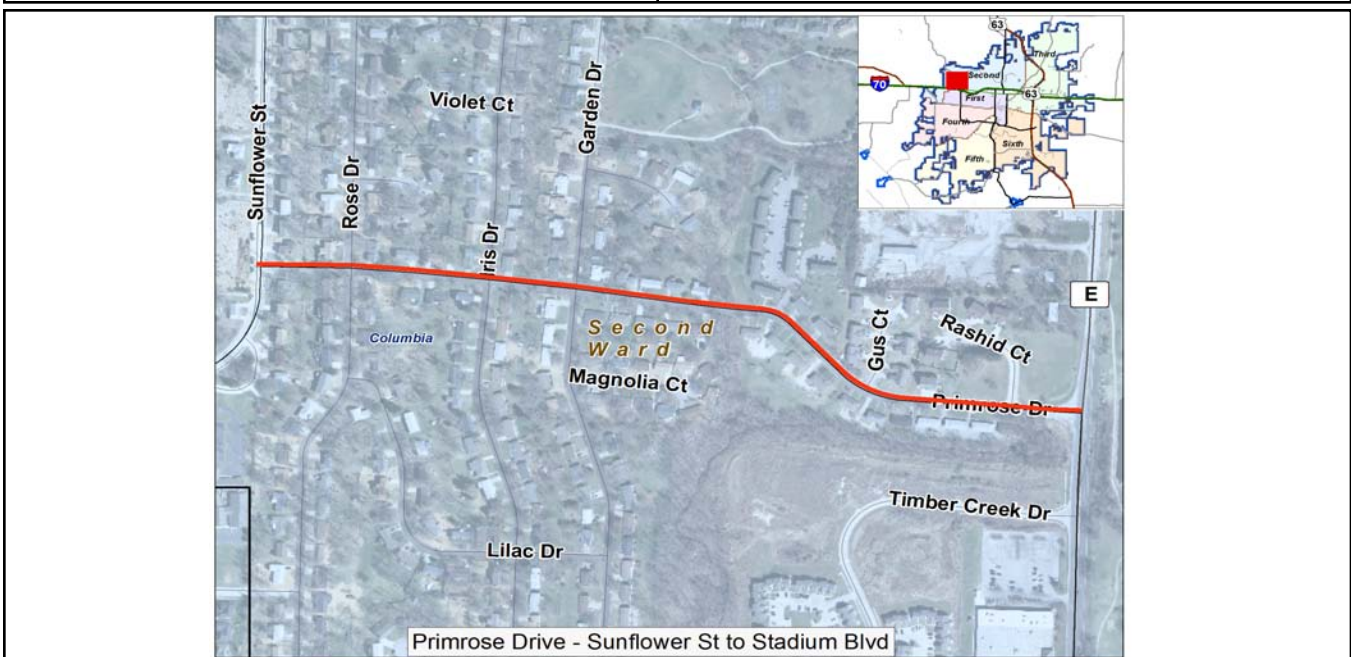 63
Third
Second
70
First
63
Fourth
Sixth
Fifth
Violet Ct
Garden Dr
Sunflower St
Rose Dr
Iris Dr
E
Columbia
Second
Ward
Gus Ct
Rashid Ct
Magnolia Ct
Primrose Dr
Timber Creek Dr
Lilac Dr
Primrose Drive - Sunflower St to Stadium Blvd